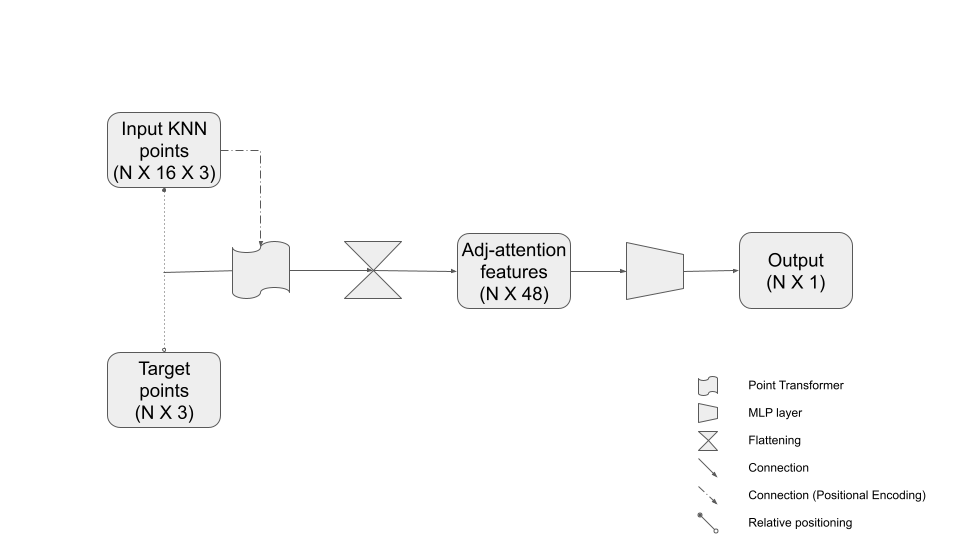 Input KNN
points
(N X 16 X 3)
Adj-attention
features
(N X 48)
Output
(N X 1)
Target
points
(N X 3)
Point Transformer
MLP layer
Flattening
Connection
Connection (Positional Encoding)
Relative positioning